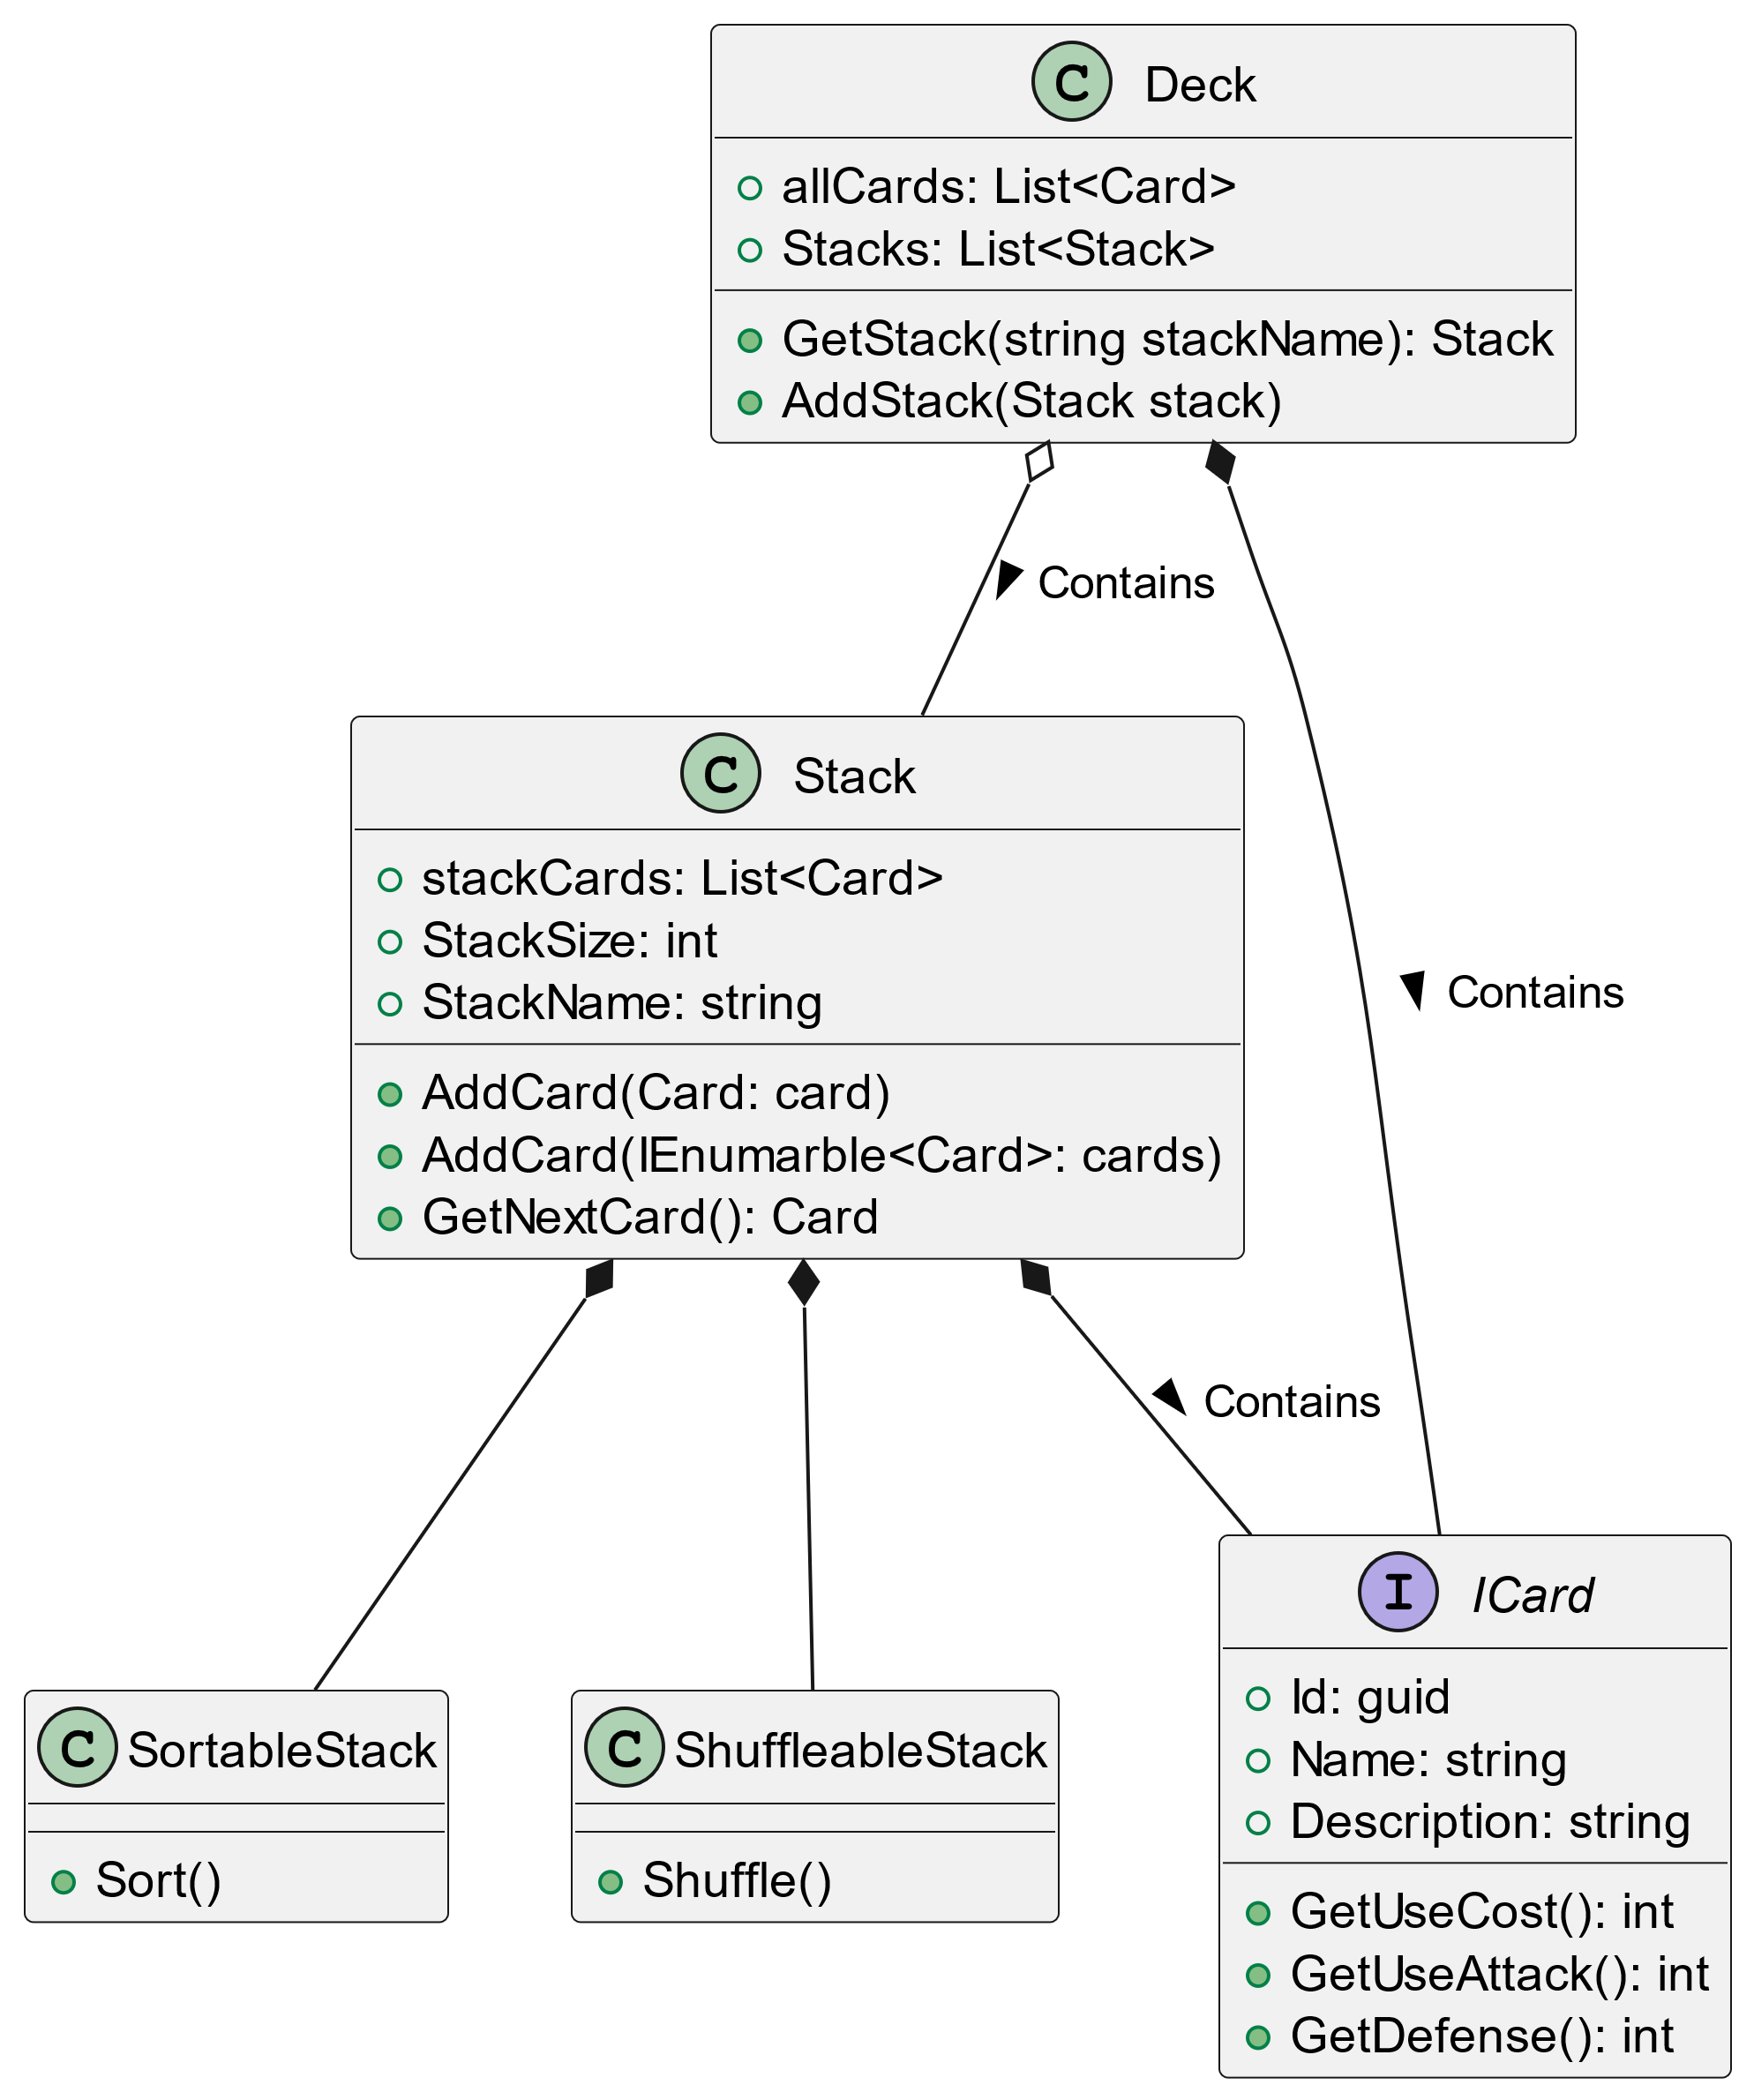 C Deck
allCards: List<Card>
Stacks: List<Stack>
GetStack(string stackName): Stack
AddStack(Stack stack)
Contains
C Stack
stackCards: List<Card>
StackSize: int
StackName: string
AddCard(Card: card)
AddCard(IEnumarble<Card>: cards)
GetNextCard(): Card
Contains
Contains
C SortableStack
Sort()
C ShuffleableStack
Shuffle()
I ICard
Id: guid
Name: string
Description: string
GetUseCost(): int
GetUseAttack(): int
GetDefense(): int